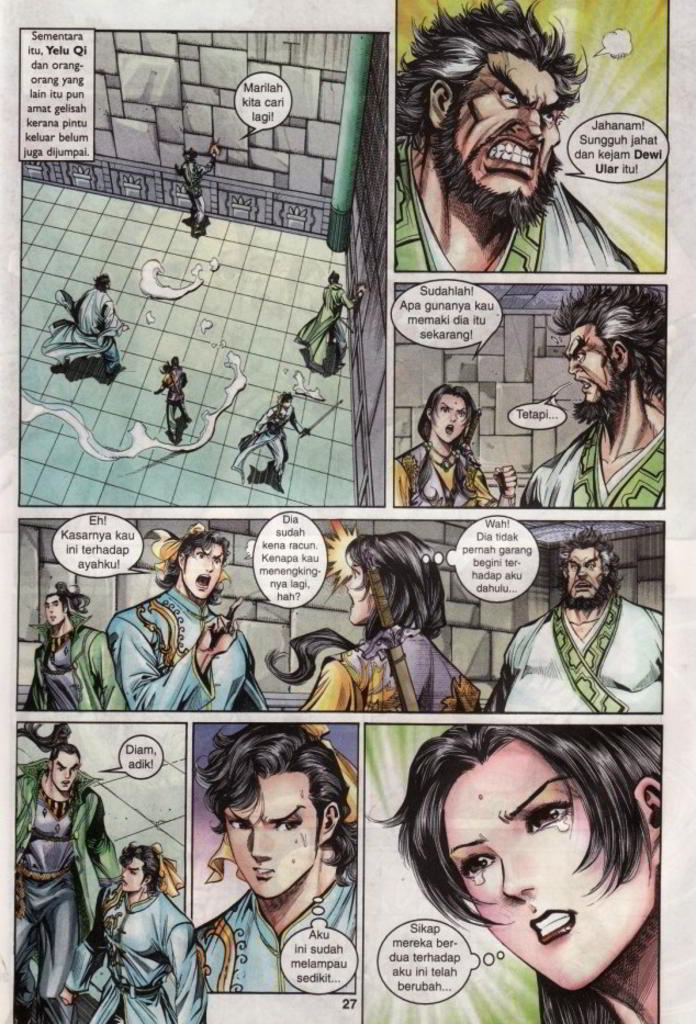 Sementara
itu, Yelu Qi
dan orang-
orang yang
lain itu pun
amat gelisah
kerana pintu
keluar belum
juga dijumpai.
Marilah
kita cari
lagi!
Jahanam!
Sungguh jahat
dan kejam Dewi
Ular itu!
Sudahlah!
Apa gunanya kau
memaki dia itu
sekarang!
Tetapi...
Eh!
Kasarnya kau
ini terhadap
ayahku!
Dia
sudah
kena racun.
Kenapa kau
menengking-
nya lagi,
hah?
Wah!
Dia tidak
pernah garang
begini ter-
hadap aku
dahulu...
Diam,
adik!
Aku
ini sudah
melampau
sedikit...
Sikap
mereka ber-
dua terhadap
aku ini telah
berubah...
27